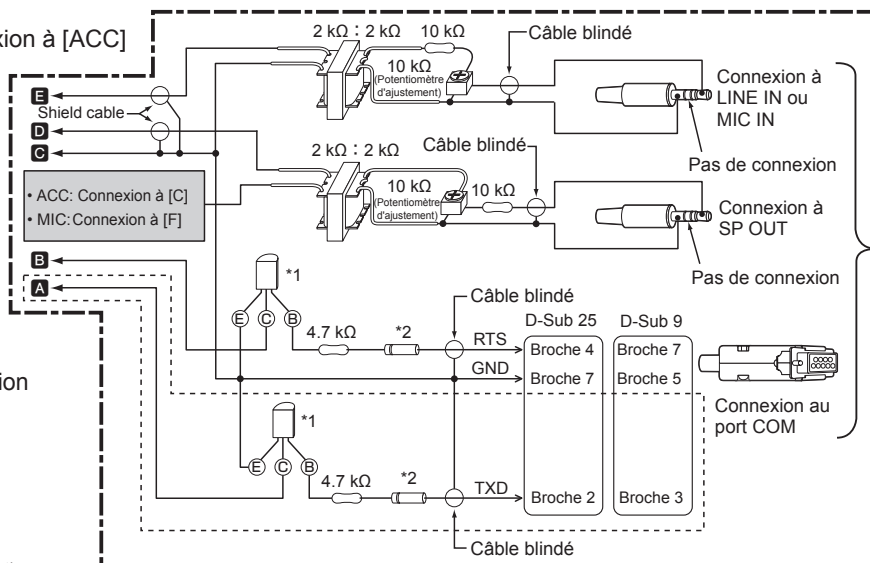 xion à [ACC]
2 kΩ : 2 kΩ
10 kΩ
Câble blindé
10 kΩ
(Potentiomètre
d'ajustement)
Connexion à
LINE IN ou
MIC IN
Pas de connexion
E
Shield cable
D
C
2 kΩ : 2 kΩ
Câble blindé
10 kΩ
(Potentiomètre
d'ajustement)
10 kΩ
Connexion à
SP OUT
Pas de connexion
• ACC: Connexion à [C]
• MIC: Connexion à [F]
B
A
*1
E C B
4.7 kΩ
*2
Câble blindé
RTS
GND
D-Sub 25
D-Sub 9
Broche 4
Broche 7
Broche 7
Broche 5
Connexion au
port COM
ion
*1
E C B
4.7 kΩ
*2
TXD
Broche 2
Broche 3
Câble blindé